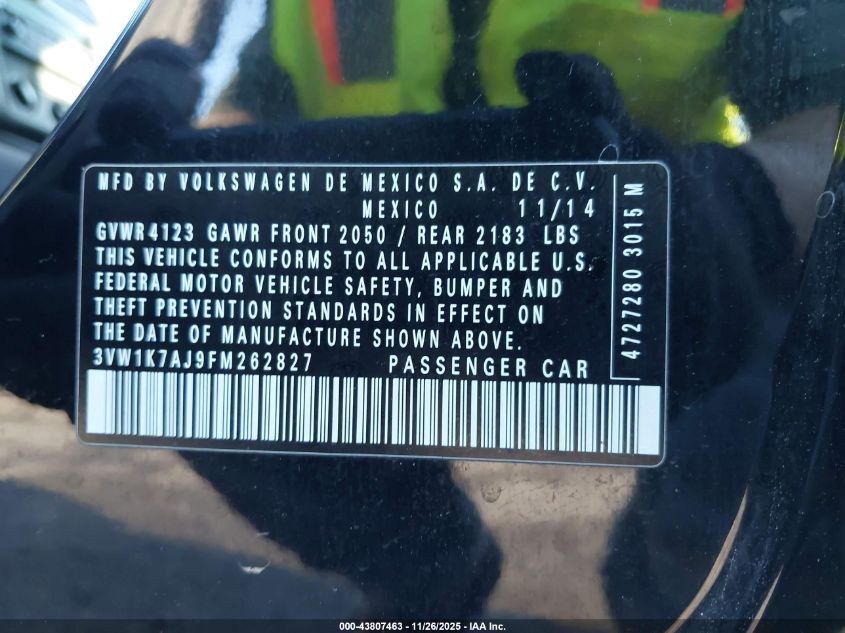 MFD BY VOLKSWAGEN DE MEXICO S.A. DE C.V.
MEXICO 11/14
GVWR 4123 GAWR FRONT 2050 / REAR 2183 LBS
THIS VEHICLE CONFORMS TO ALL APPLICABLE U.S.
FEDERAL MOTOR VEHICLE SAFETY, BUMPER AND
THEFT PREVENTION STANDARDS IN EFFECT ON
THE DATE OF MANUFACTURE SHOWN ABOVE.
3VW1K7AJ9FM262827 PASSENGER CAR
4727280 3015 M
000-43807463 - 11/26/2025 - IAA Inc.